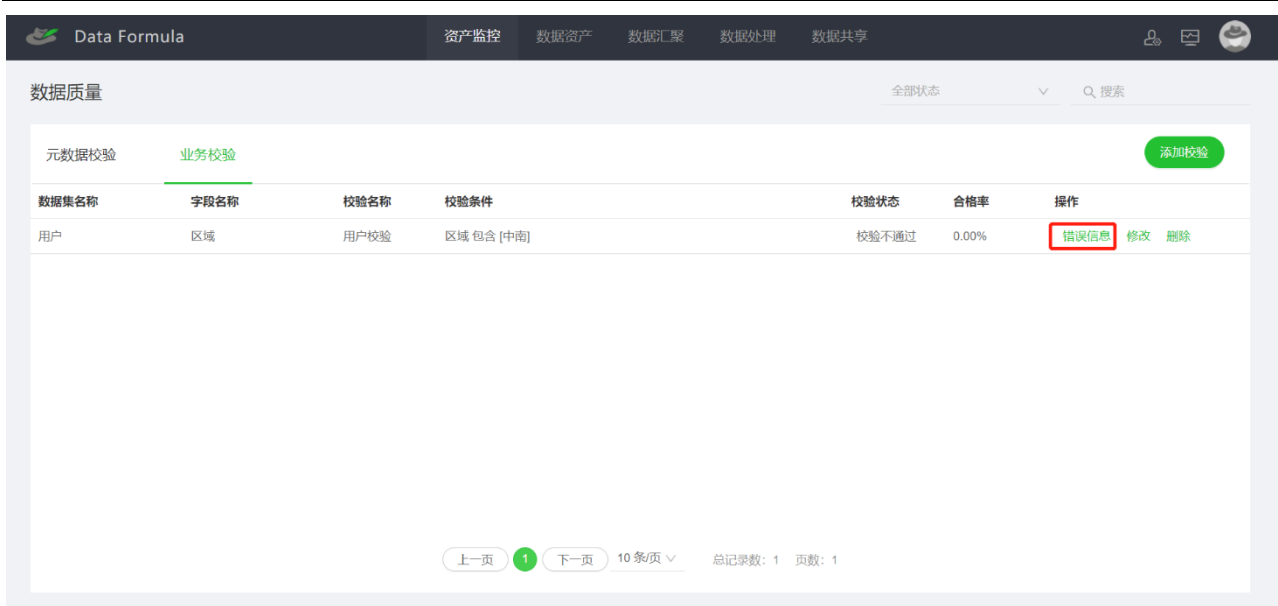 Data Formula 资产监控 数据资产 数据汇聚 数据处理 数据共享
数据质量 全部状态 搜索
元数据校验 业务校验 添加校验
数据集名称 字段名称 校验名称 校验条件 校验状态 合格率 操作
用户 区域 用户校验 区域 包含 [中南] 校验不通过 0.00% 错误信息 修改 删除
上一页 1 下一页 10 条/页 总记录数: 1 页数: 1